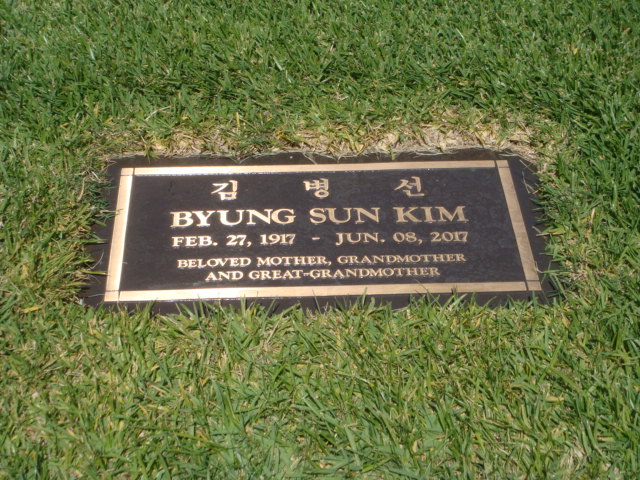 김 병 선
BYUNG SUN KIM
FEB. 27, 1917 - JUN. 08, 2017
BELOVED MOTHER, GRANDMOTHER
AND GREAT-GRANDMOTHER